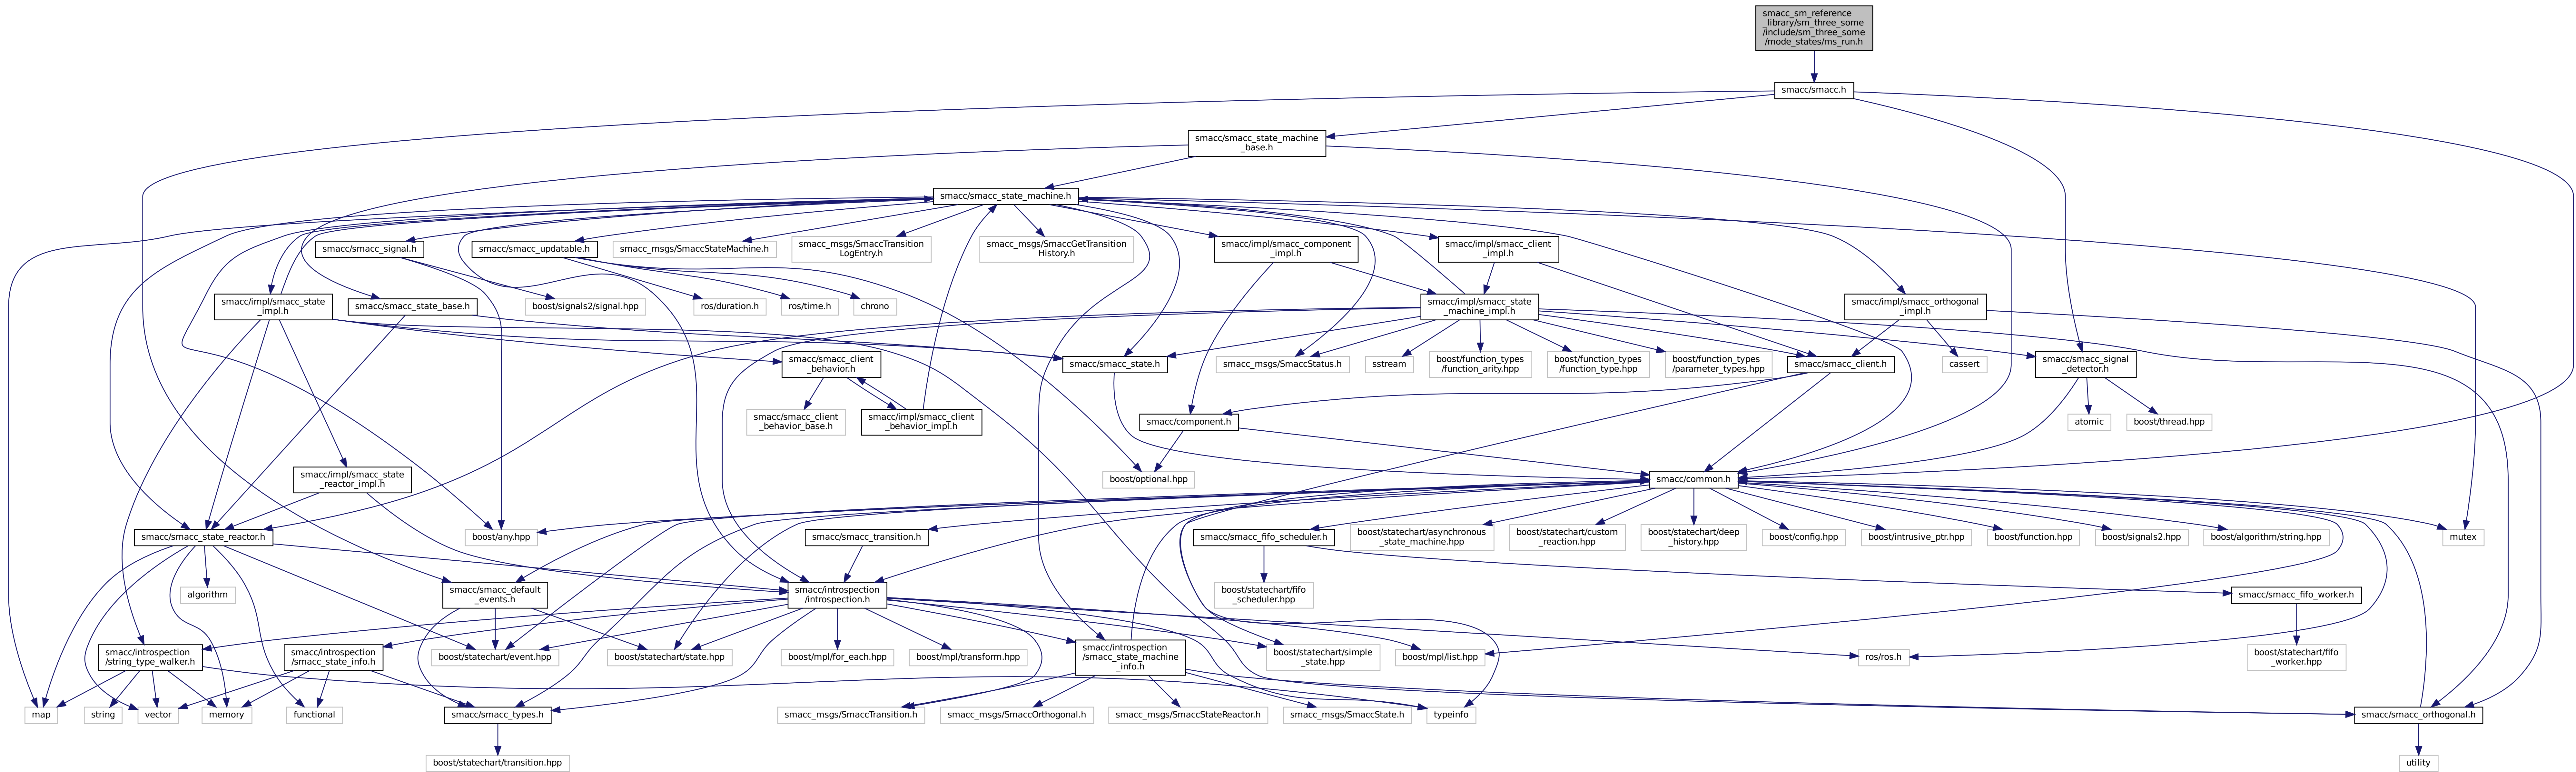 smacc_sm_reference
_library/sm_three_some
/include/sm_three_some
/mode_states/ms_run.h
smacc/smacc.h
smacc/smacc_state_machine
_base.h
smacc/smacc_state_machine.h
smacc/smacc_signal.h
smacc/smacc_updatable.h
smacc_msgs/SmaccStateMachine.h
smacc_msgs/SmaccTransition
LogEntry.h
smacc_msgs/SmaccGetTransition
History.h
smacc/impl/smacc_component
_impl.h
smacc/impl/smacc_client
_impl.h
smacc/impl/smacc_state
_impl.h
smacc/smacc_state_base.h
boost/signals2/signal.hpp
ros/duration.h
ros/time.h
chrono
smacc/impl/smacc_state
_machine_impl.h
smacc/impl/smacc_orthogonal
_impl.h
smacc/smacc_client
_behavior.h
smacc/smacc_state.h
smacc_msgs/SmaccStatus.h
sstream
boost/function_types
/function_arity.hpp
boost/function_types
/function_type.hpp
boost/function_types
/parameter_types.hpp
smacc/smacc_client.h
cassert
smacc/smacc_signal
_detector.h
smacc/smacc_client
_behavior_base.h
smacc/impl/smacc_client
_behavior_impl.h
smacc/component.h
atomic
boost/thread.hpp
smacc/impl/smacc_state
_reactor_impl.h
boost/optional.hpp
smacc/common.h
smacc/smacc_state_reactor.h
boost/any.hpp
smacc/smacc_transition.h
smacc/smacc_fifo_scheduler.h
boost/statechart/asynchronous
_state_machine.hpp
boost/statechart/custom
_reaction.hpp
boost/statechart/deep
_history.hpp
boost/config.hpp
boost/intrusive_ptr.hpp
boost/function.hpp
boost/signals2.hpp
boost/algorithm/string.hpp
mutex
algorithm
smacc/smacc_default
_events.h
smacc/introspection
/introspection.h
boost/statechart/fifo
_scheduler.hpp
smacc/smacc_fifo_worker.h
smacc/introspection
/string_type_walker.h
smacc/introspection
/smacc_state_info.h
boost/statechart/event.hpp
boost/statechart/state.hpp
boost/mpl/for_each.hpp
boost/mpl/transform.hpp
smacc/introspection
/smacc_state_machine
_info.h
boost/statechart/simple
_state.hpp
boost/mpl/list.hpp
ros/ros.h
boost/statechart/fifo
_worker.hpp
map
string
vector
memory
functional
smacc/smacc_types.h
smacc_msgs/SmaccTransition.h
smacc_msgs/SmaccOrthogonal.h
smacc_msgs/SmaccStateReactor.h
smacc_msgs/SmaccState.h
typeinfo
smacc/smacc_orthogonal.h
boost/statechart/transition.hpp
utility